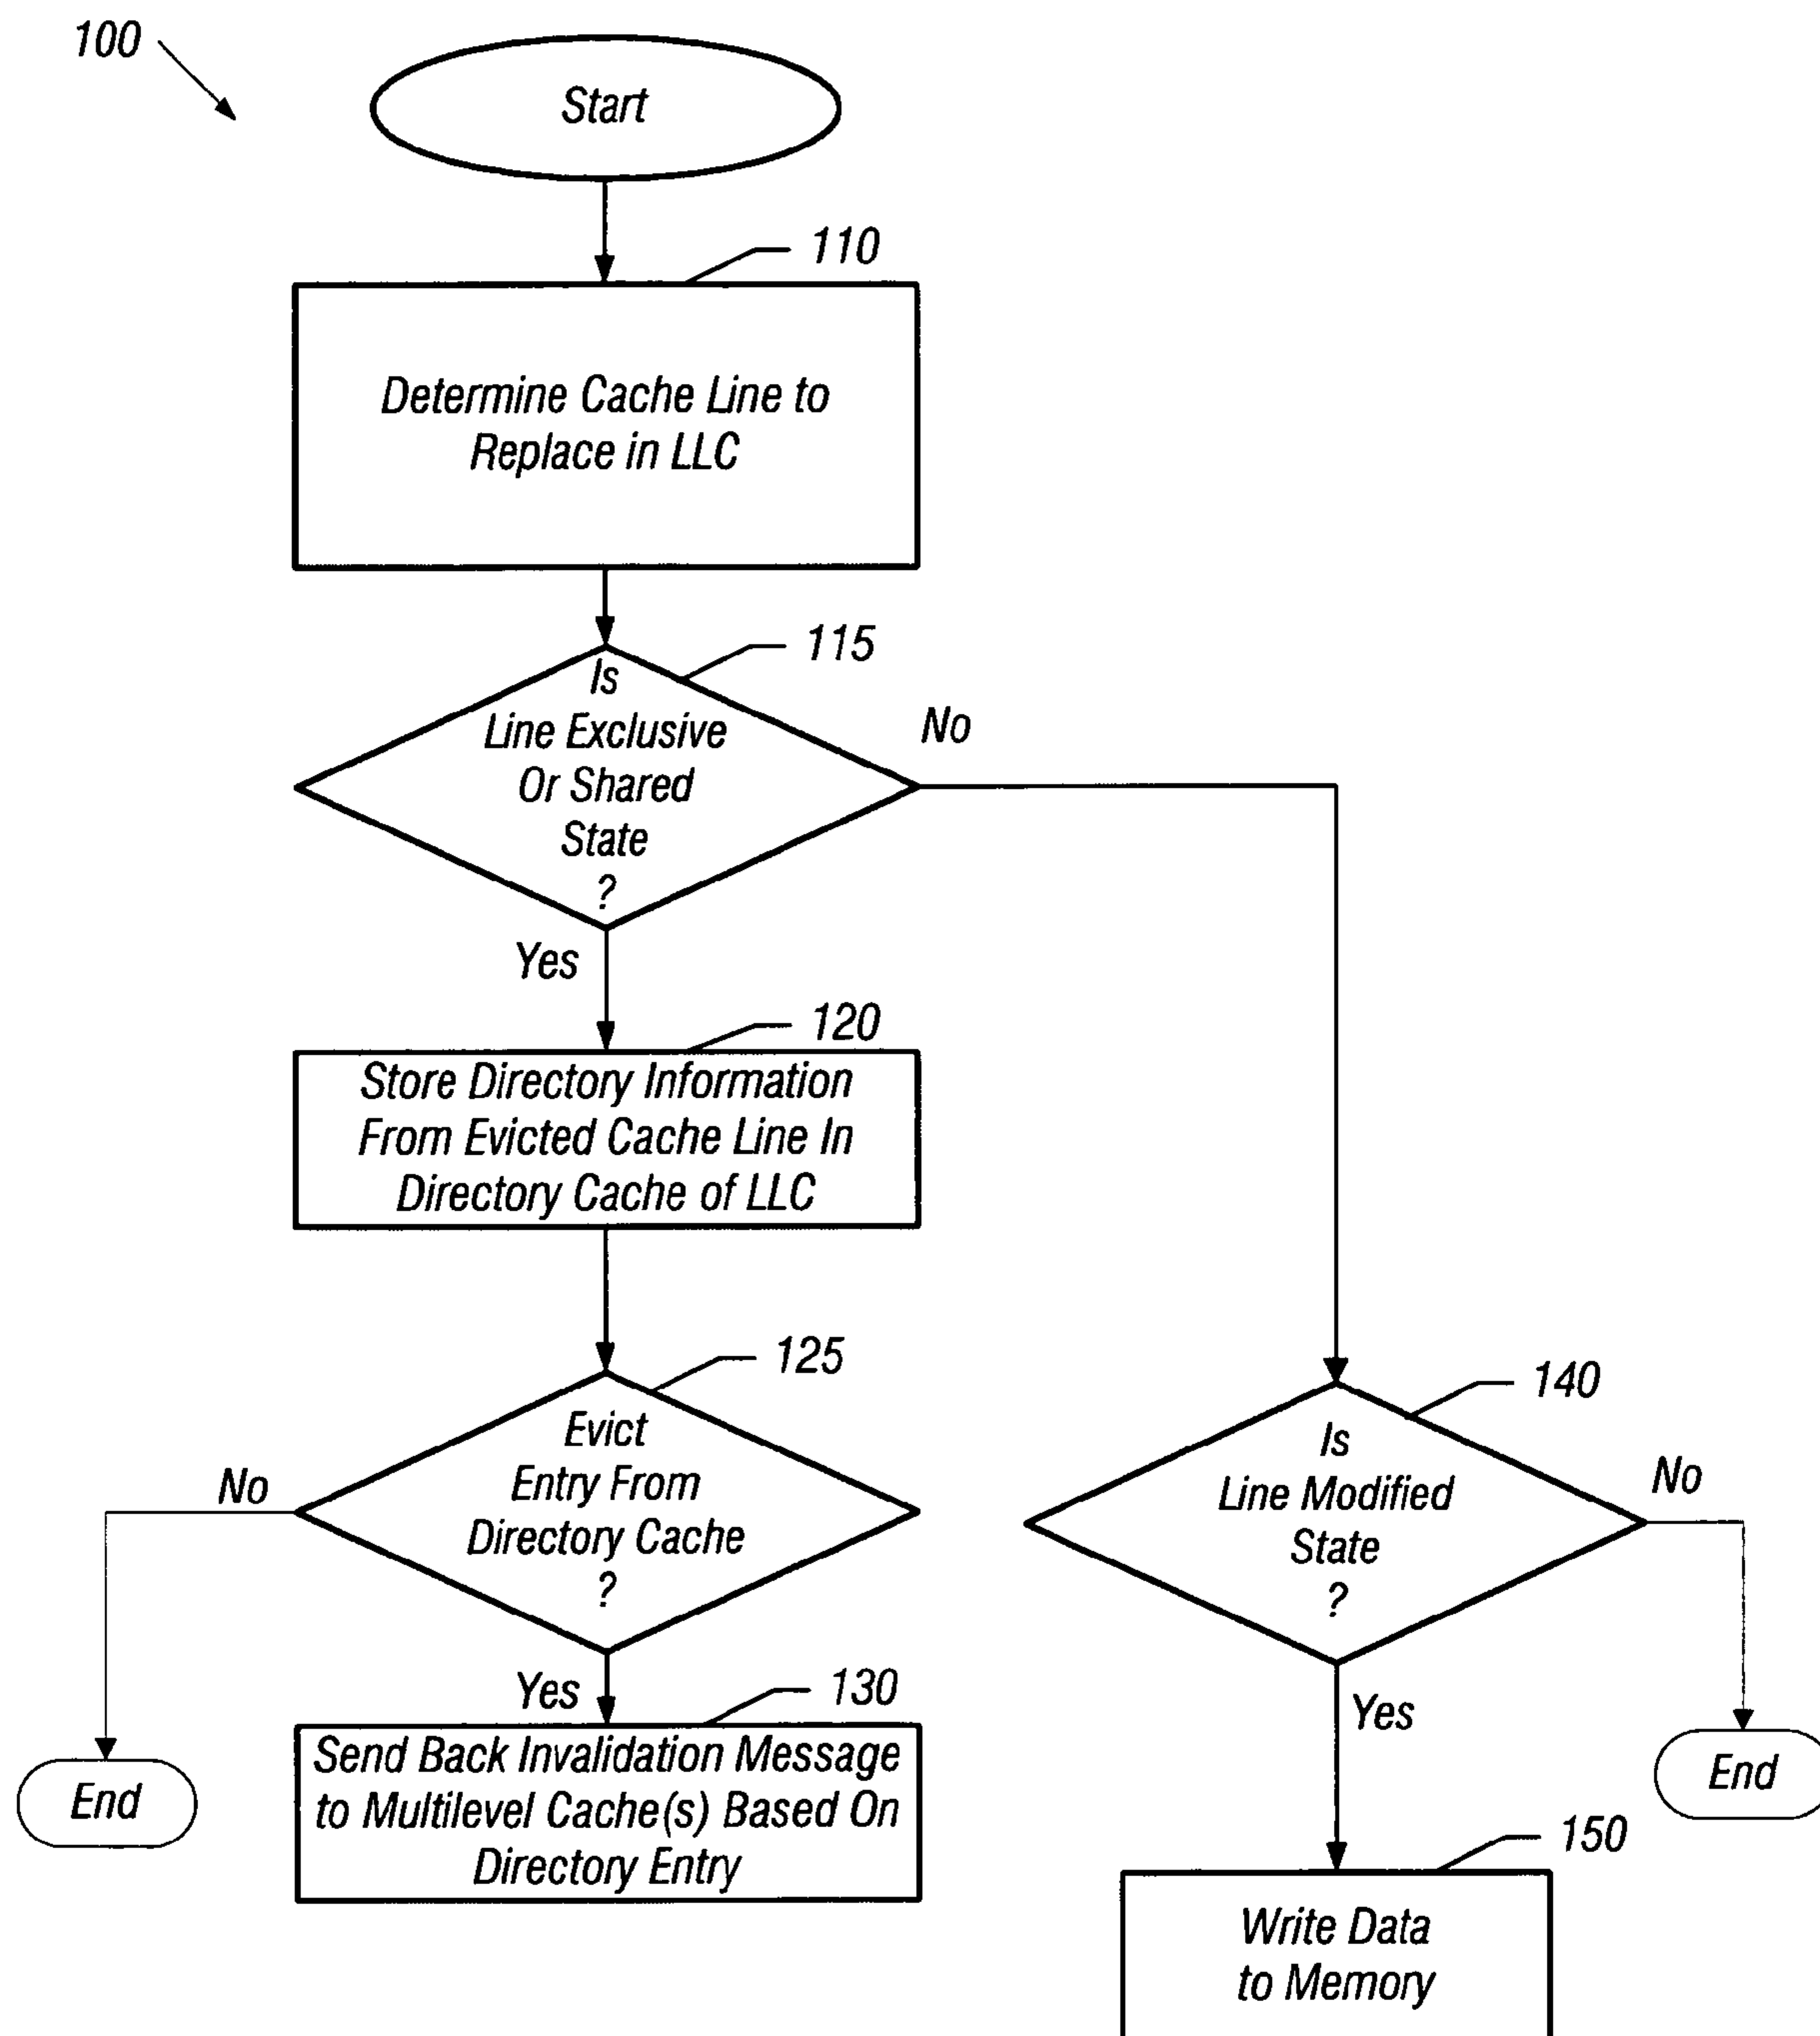 100
Start
110
Determine Cache Line to
Replace in LLC
115
Is
Line Exclusive
Or Shared
State
?
No
Yes
120
Store Directory Information
From Evicted Cache Line In
Directory Cache of LLC
125
Evict
Entry From
Directory Cache
?
No
End
Yes
130
Send Back Invalidation Message
to Multilevel Cache(s) Based On
Directory Entry
140
Is
Line Modified
State
?
No
End
Yes
150
Write Data
to Memory